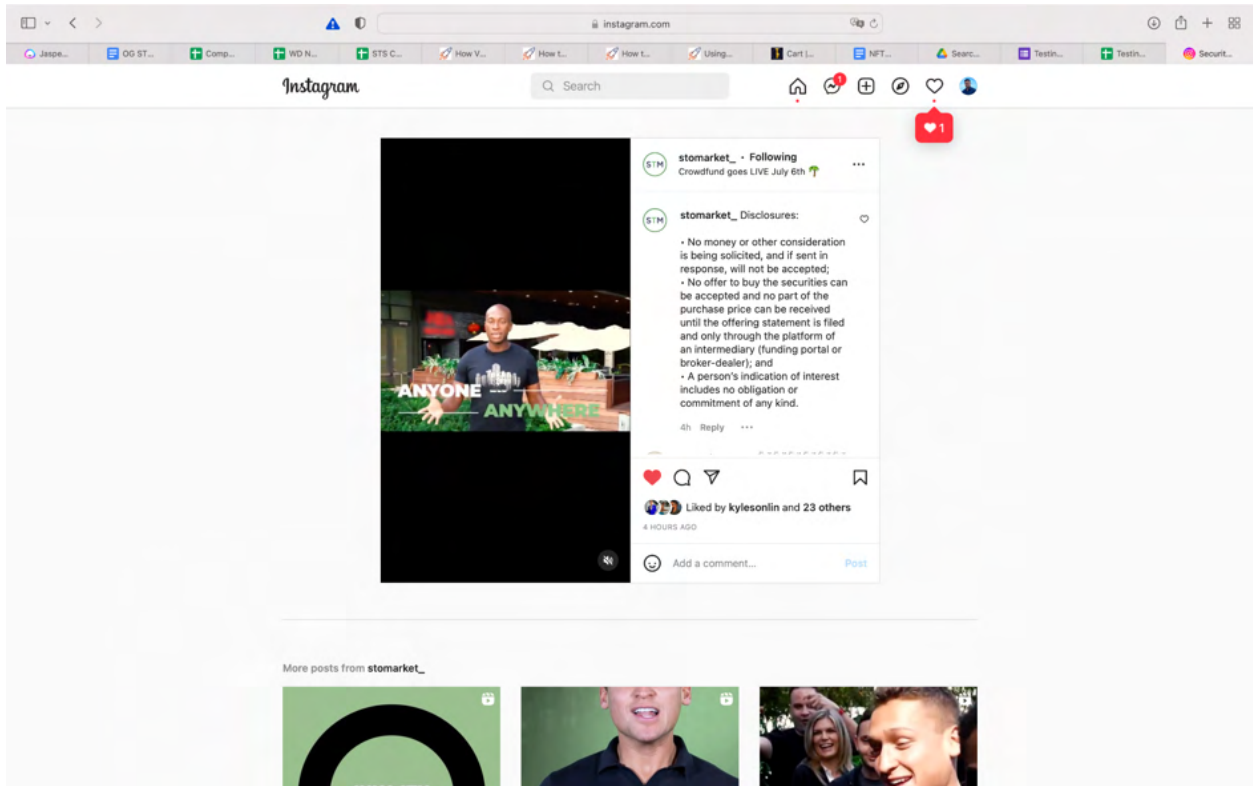 instagram.com
Jaspe...
OG ST...
Comp...
WD N...
STS C...
How V...
How t...
How t...
Using...
Cart |...
NFT...
Searc...
Testin...
Testin...
Securit...
Instagram
Search
1
1
STM
stomarket_ • Following
Crowdfund goes LIVE July 6th 🌴
STM
stomarket_ Disclosures:
• No money or other consideration
is being solicited, and if sent in
response, will not be accepted;
• No offer to buy the securities can
be accepted and no part of the
purchase price can be received
until the offering statement is filed
and only through the platform of
an intermediary (funding portal or
broker-dealer); and
• A person's indication of interest
includes no obligation or
commitment of any kind.
4h Reply
ANYONE
ANYWHERE
Liked by kylesonlin and 23 others
4 HOURS AGO
Add a comment... Post
More posts from stomarket_